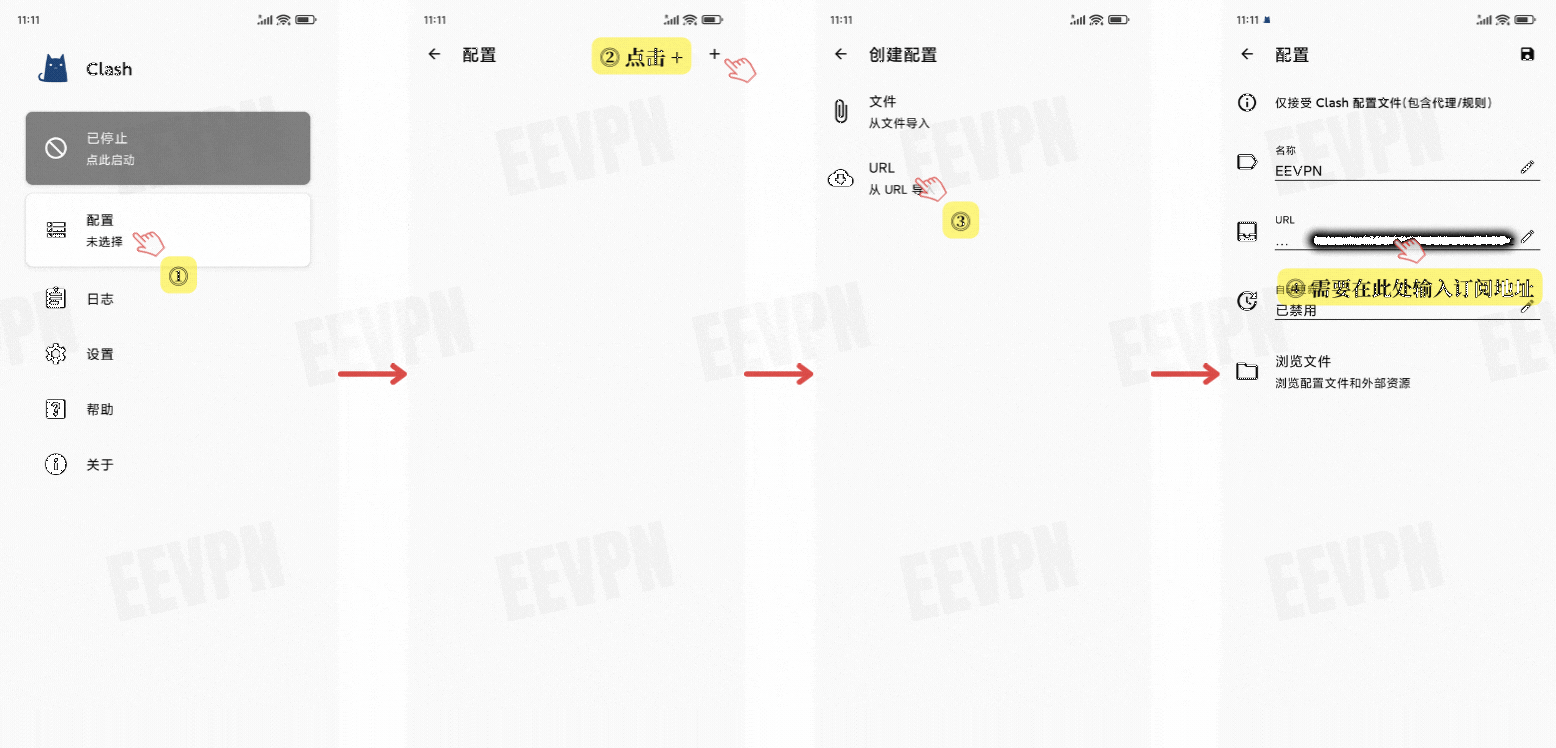 11:11
Clash
已停止
点此启动
配置
未选择
①
日志
设置
帮助
关于
11:11
配置
② 点击 +
11:11
创建配置
文件
从文件导入
URL
从 URL 导
③
11:11
配置
仅接受 Clash 配置文件(包含代理/规则)
名称
EEVPN
URL
...
④ 需要在此处输入订阅地址
已禁用
浏览文件
浏览配置文件和外部资源
EEVPN
EEVPN
EEVPN
EEVPN
EEVPN
EEVPN
EEVPN
EEVPN
EEVPN
EEVPN
EEVPN